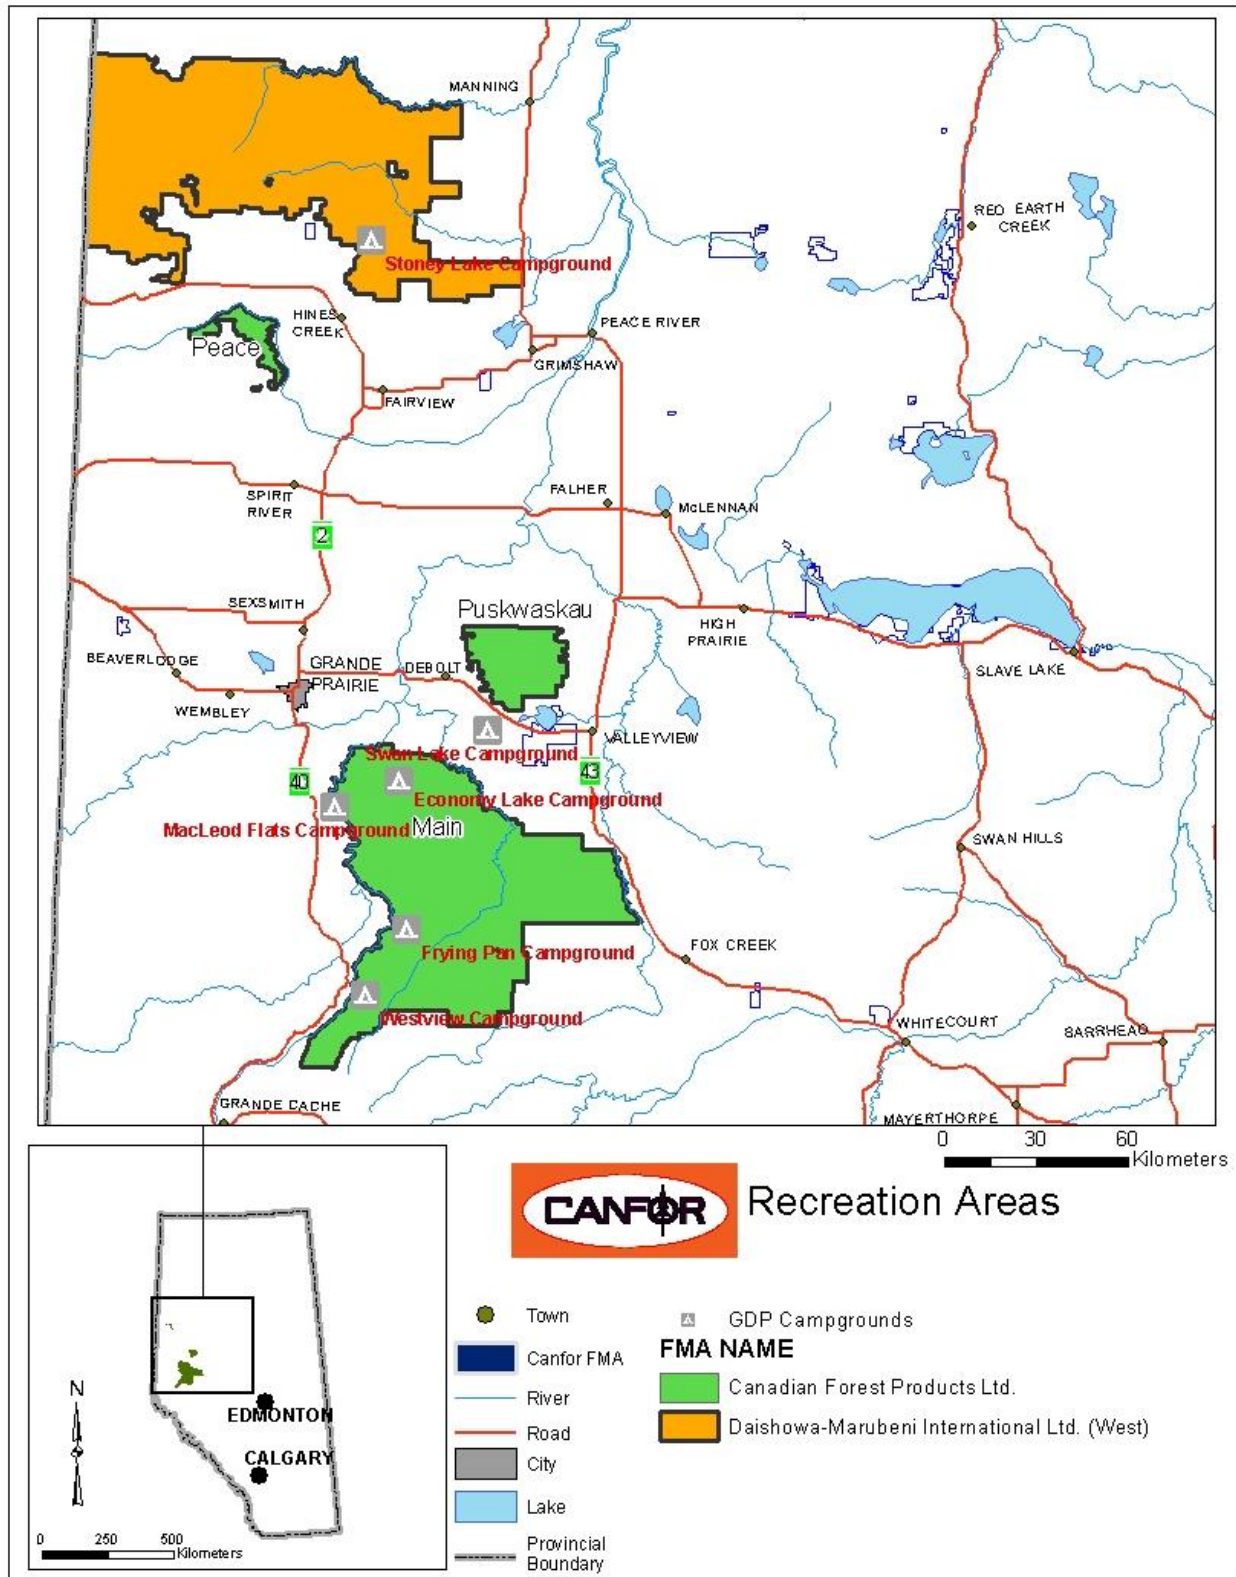 MANNING
RED EARTH
CREEK
Stoney Lake Campground
HINES
CREEK
PEACE RIVER
Peace
GRIMSHAW
FAIRVIEW
SPIRIT
RIVER
FALHER
McLENNAN
2
SEXSMITH
Puskwaskau
HIGH
PRAIRIE
BEAVERLODGE
GRANDE
PRAIRIE
DEBOLT
SLAVE LAKE
WEMBLEY
VALLEYVIEW
Swan Lake Campground
40
43
Economy Lake Campground
MacLeod Flats Campground
Main
SWAN HILLS
Frying Pan Campground
FOX CREEK
Westview Campground
WHITECOURT
BARRHEAD
GRANDE CACHE
MAYERTHORPE
0 30 60
Kilometers
CANFOR
Recreation Areas
N
EDMONTON
CALGARY
0 250 500
Kilometers
Town
Canfor FMA
River
Road
City
Lake
Provincial
Boundary
GDP Campgrounds
FMA NAME
Canadian Forest Products Ltd.
Daishowa-Marubeni International Ltd. (West)